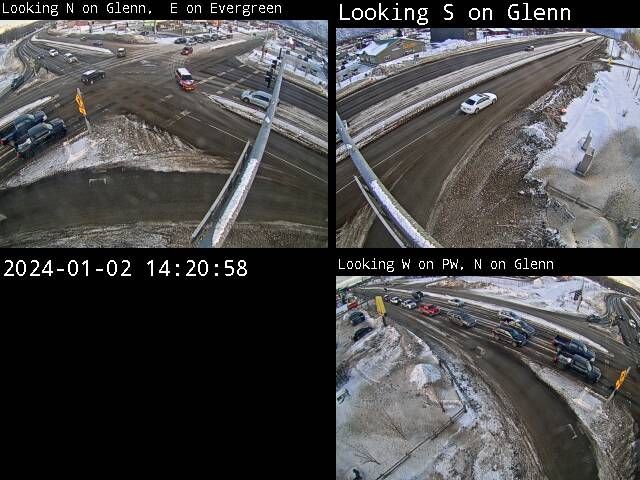 Looking N on Glenn,  E on Evergreen
Looking S on Glenn
2024-01-02 14:20:58
Looking W on PW, N on Glenn